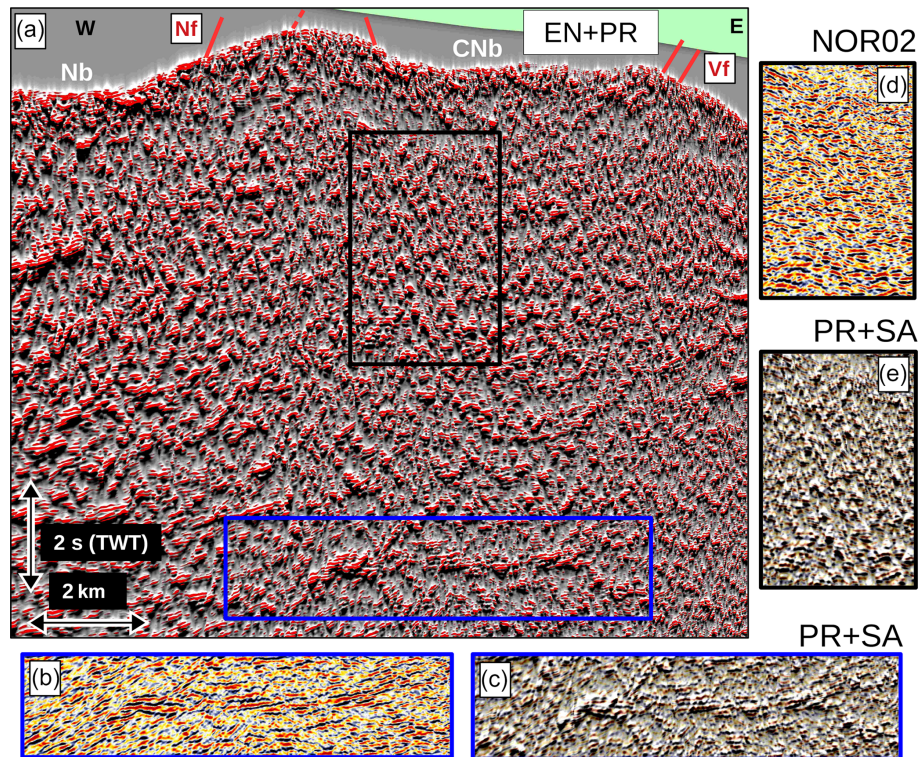 (a)
W
Nf
EN+PR
E
Nb
CNb
Vf
NOR02
(d)
PR+SA
(e)
2 s (TWT)
2 km
PR+SA
(b)
(c)